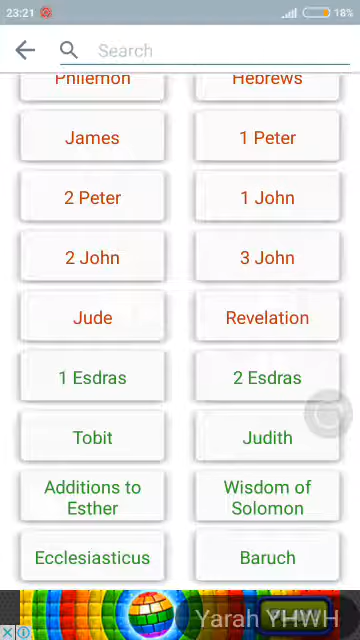 23:21
18%
Search
Philemon
Hebrews
James
1 Peter
2 Peter
1 John
2 John
3 John
Jude
Revelation
1 Esdras
2 Esdras
Tobit
Judith
Additions to
Esther
Wisdom of
Solomon
Ecclesiasticus
Baruch
Yarah YHWH